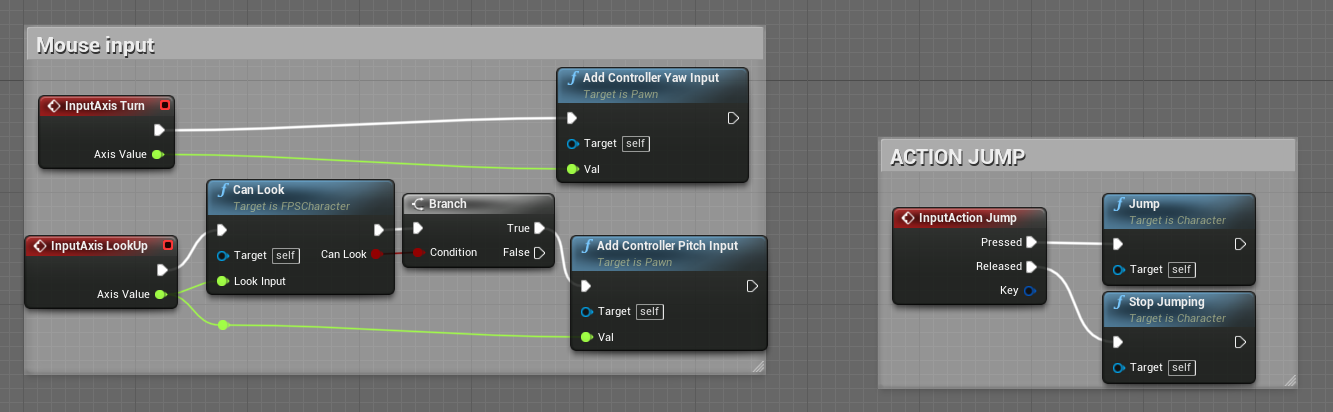 Mouse input
InputAxis Turn
Axis Value
Add Controller Yaw Input
Target is Pawn
Target self
Val
InputAxis LookUp
Axis Value
Can Look
Target is FPSCharacter
Target self
Can Look
Look Input
Branch
True
Condition
False
Add Controller Pitch Input
Target is Pawn
Target self
Val
ACTION JUMP
InputAction Jump
Pressed
Released
Key
Jump
Target is Character
Target self
Stop Jumping
Target is Character
Target self